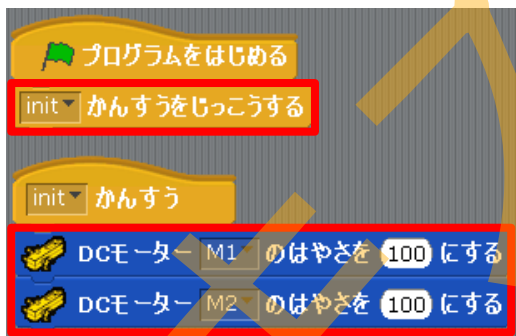 プログラムをはじめる
init かんすうをじっこうする
init かんすう
DCモーター M1 のはやさを 100 にする
DCモーター M2 のはやさを 100 にする